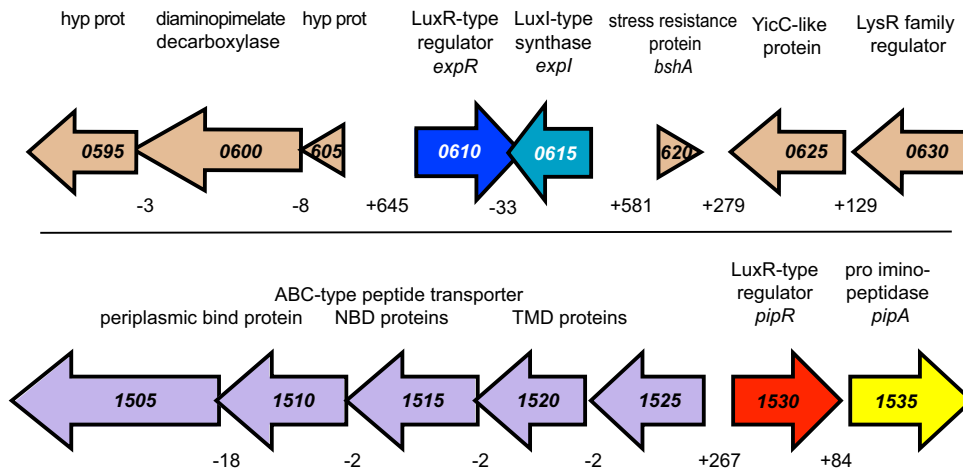 hyp prot
diaminopimelate
decarboxylase
hyp prot
LuxR-type
regulator
expR
LuxI-type
synthase
expI
stress resistance
protein
bshA
YicC-like
protein
LysR family
regulator
0595 0600 605 0610 0615 620 0625 0630
-3 -8 +645 -33 +581 +279 +129
ABC-type peptide transporter
periplasmic bind protein NBD proteins TMD proteins
LuxR-type
regulator
pipR
pro imino-
peptidase
pipA
1505 1510 1515 1520 1525 1530 1535
-18 -2 -2 -2 +267 +84